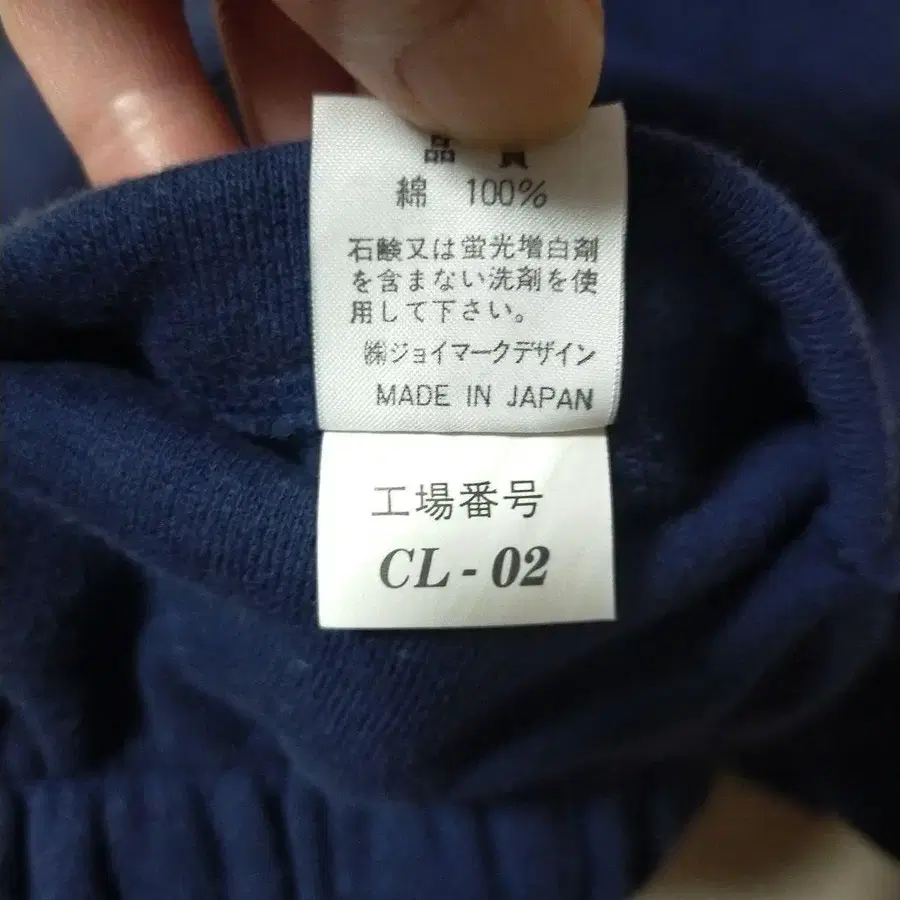 品質
綿 100%
石鹸又は蛍光増白剤
を含まない洗剤を使
用して下さい。
㈱ジョイマークデザイン
MADE IN JAPAN
工場番号
CL - 02